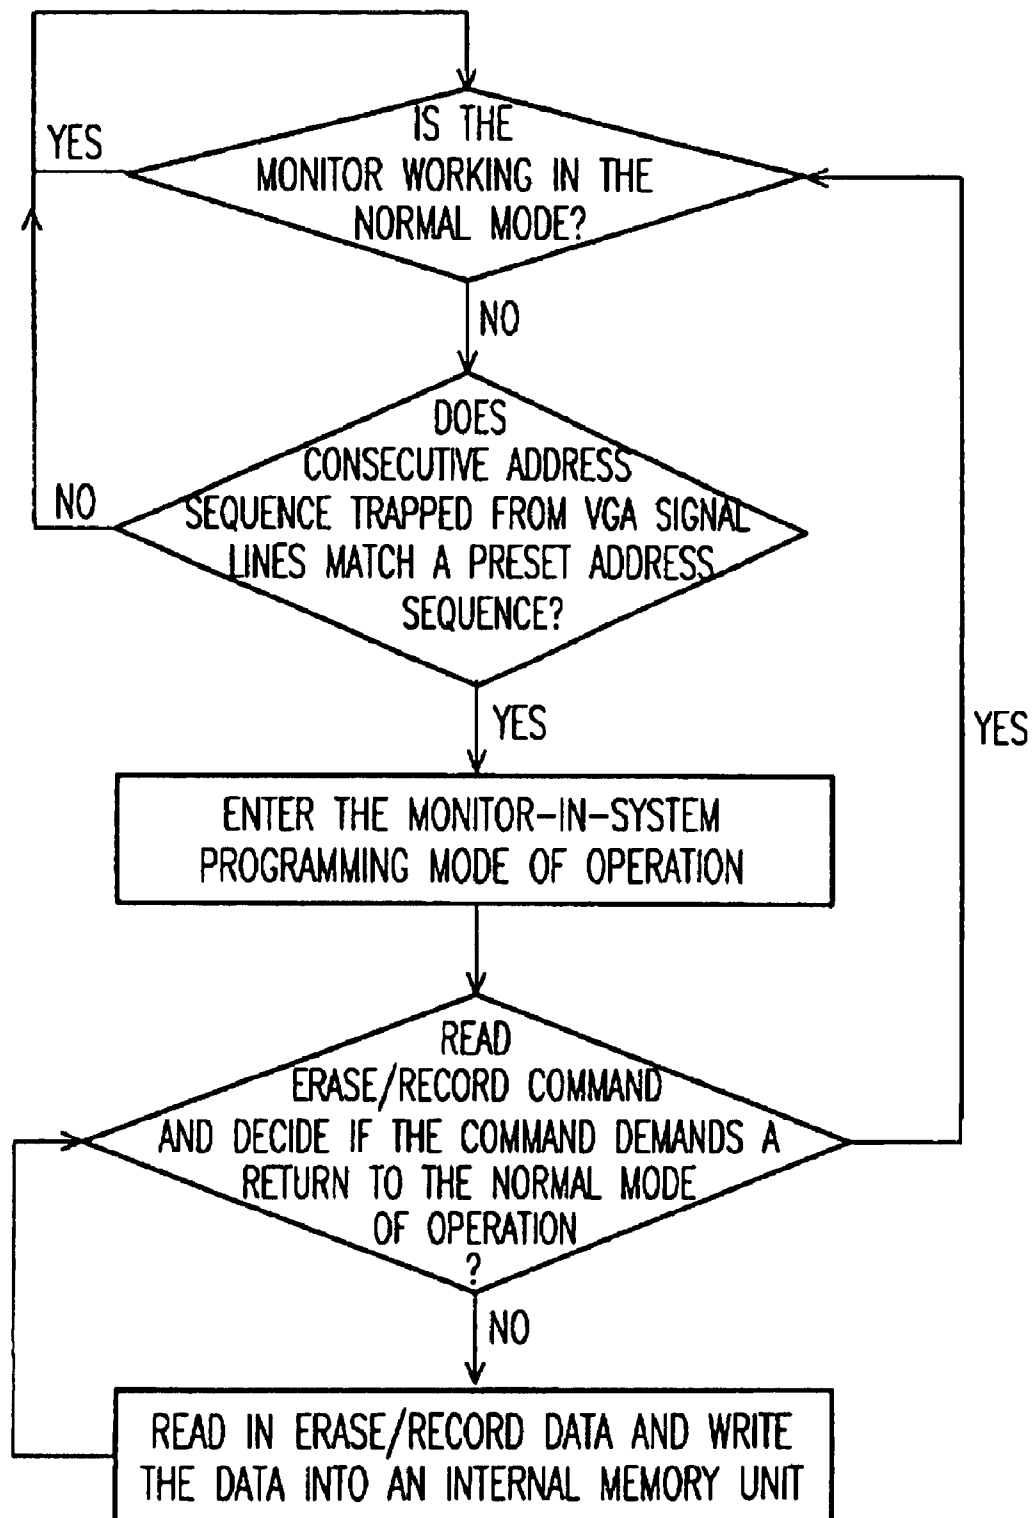 YES
IS THE
MONITOR WORKING IN THE
NORMAL MODE?
NO
DOES
CONSECUTIVE ADDRESS
SEQUENCE TRAPPED FROM VGA SIGNAL
LINES MATCH A PRESET ADDRESS
SEQUENCE?
NO
YES
YES
ENTER THE MONITOR-IN-SYSTEM
PROGRAMMING MODE OF OPERATION
READ
ERASE/RECORD COMMAND
AND DECIDE IF THE COMMAND DEMANDS A
RETURN TO THE NORMAL MODE
OF OPERATION
?
NO
READ IN ERASE/RECORD DATA AND WRITE
THE DATA INTO AN INTERNAL MEMORY UNIT